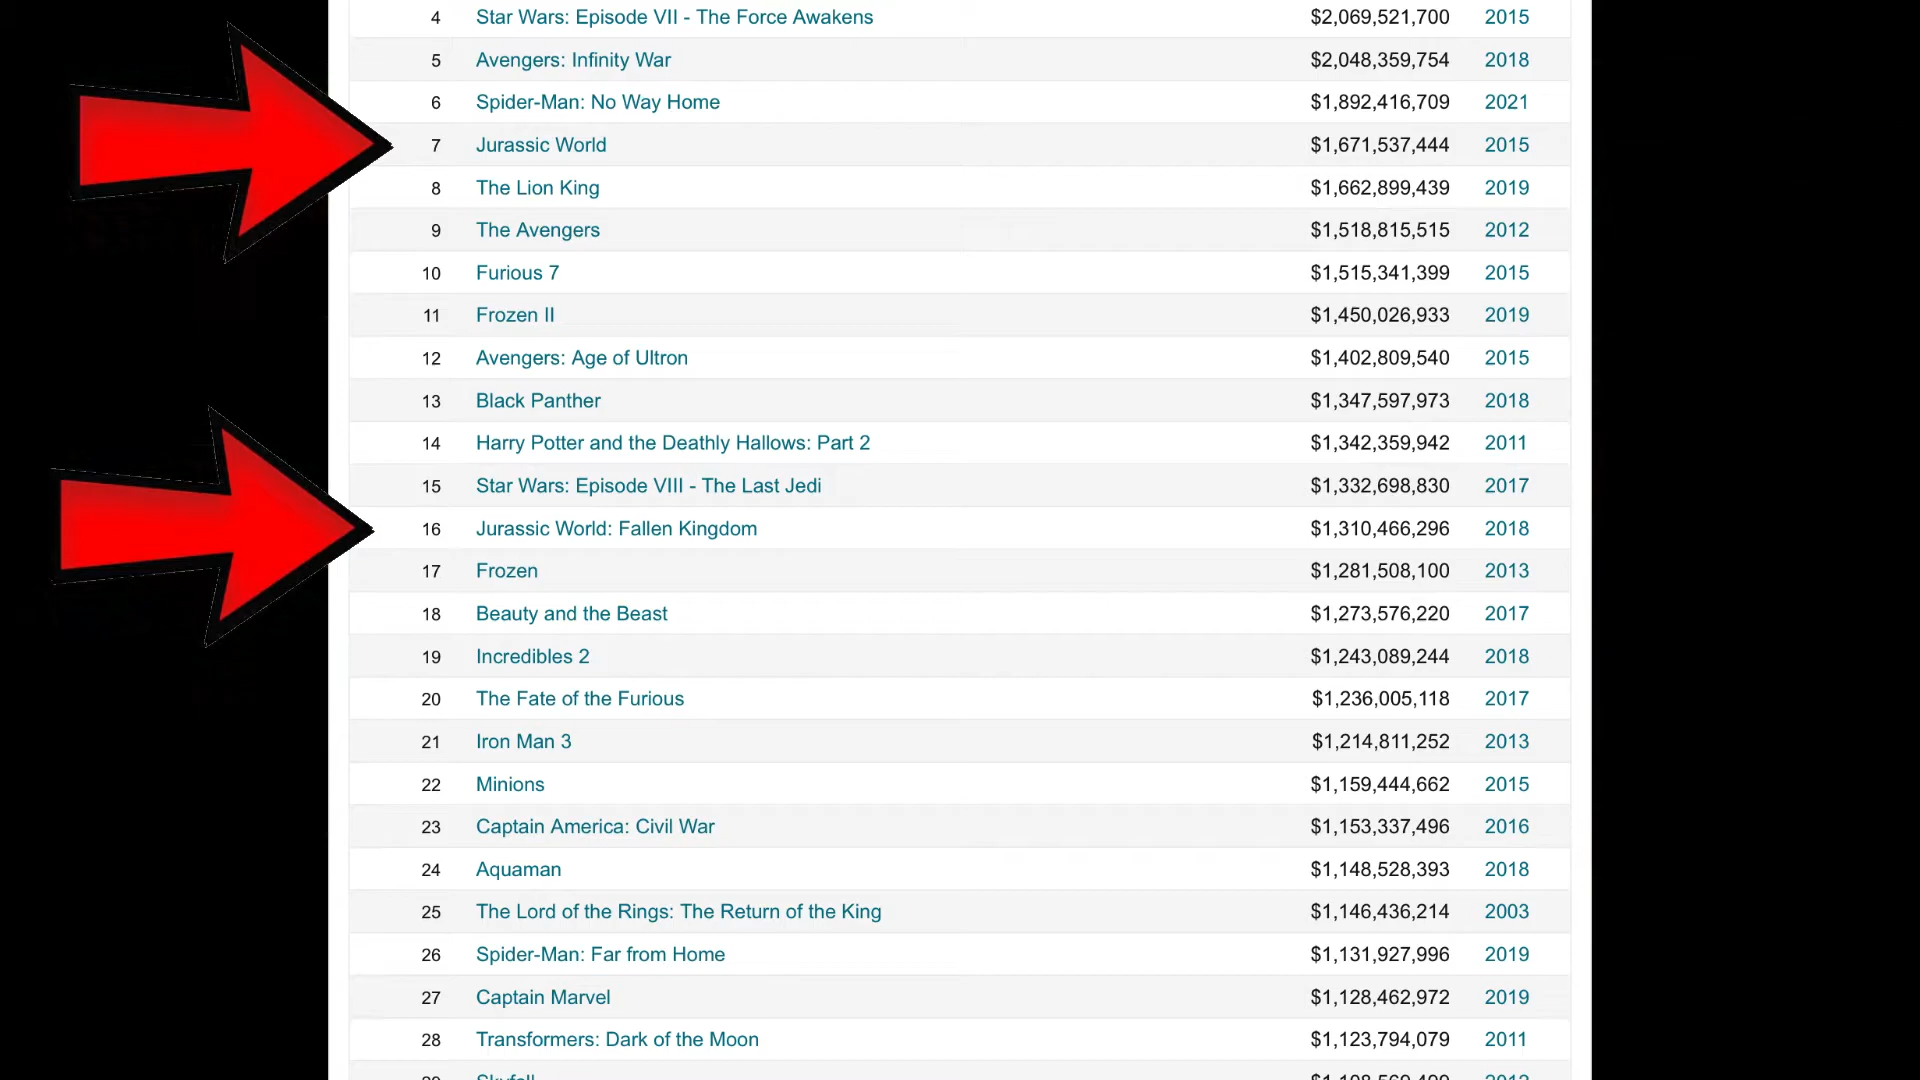 4 Star Wars: Episode VII - The Force Awakens $2,069,521,700 2015
5 Avengers: Infinity War $2,048,359,754 2018
6 Spider-Man: No Way Home $1,892,416,709 2021
7 Jurassic World $1,671,537,444 2015
8 The Lion King $1,662,899,439 2019
9 The Avengers $1,518,815,515 2012
10 Furious 7 $1,515,341,399 2015
11 Frozen II $1,450,026,933 2019
12 Avengers: Age of Ultron $1,402,809,540 2015
13 Black Panther $1,347,597,973 2018
14 Harry Potter and the Deathly Hallows: Part 2 $1,342,359,942 2011
15 Star Wars: Episode VIII - The Last Jedi $1,332,698,830 2017
16 Jurassic World: Fallen Kingdom $1,310,466,296 2018
17 Frozen $1,281,508,100 2013
18 Beauty and the Beast $1,273,576,220 2017
19 Incredibles 2 $1,243,089,244 2018
20 The Fate of the Furious $1,236,005,118 2017
21 Iron Man 3 $1,214,811,252 2013
22 Minions $1,159,444,662 2015
23 Captain America: Civil War $1,153,337,496 2016
24 Aquaman $1,148,528,393 2018
25 The Lord of the Rings: The Return of the King $1,146,436,214 2003
26 Spider-Man: Far from Home $1,131,927,996 2019
27 Captain Marvel $1,128,462,972 2019
28 Transformers: Dark of the Moon $1,123,794,079 2011
Skyfall